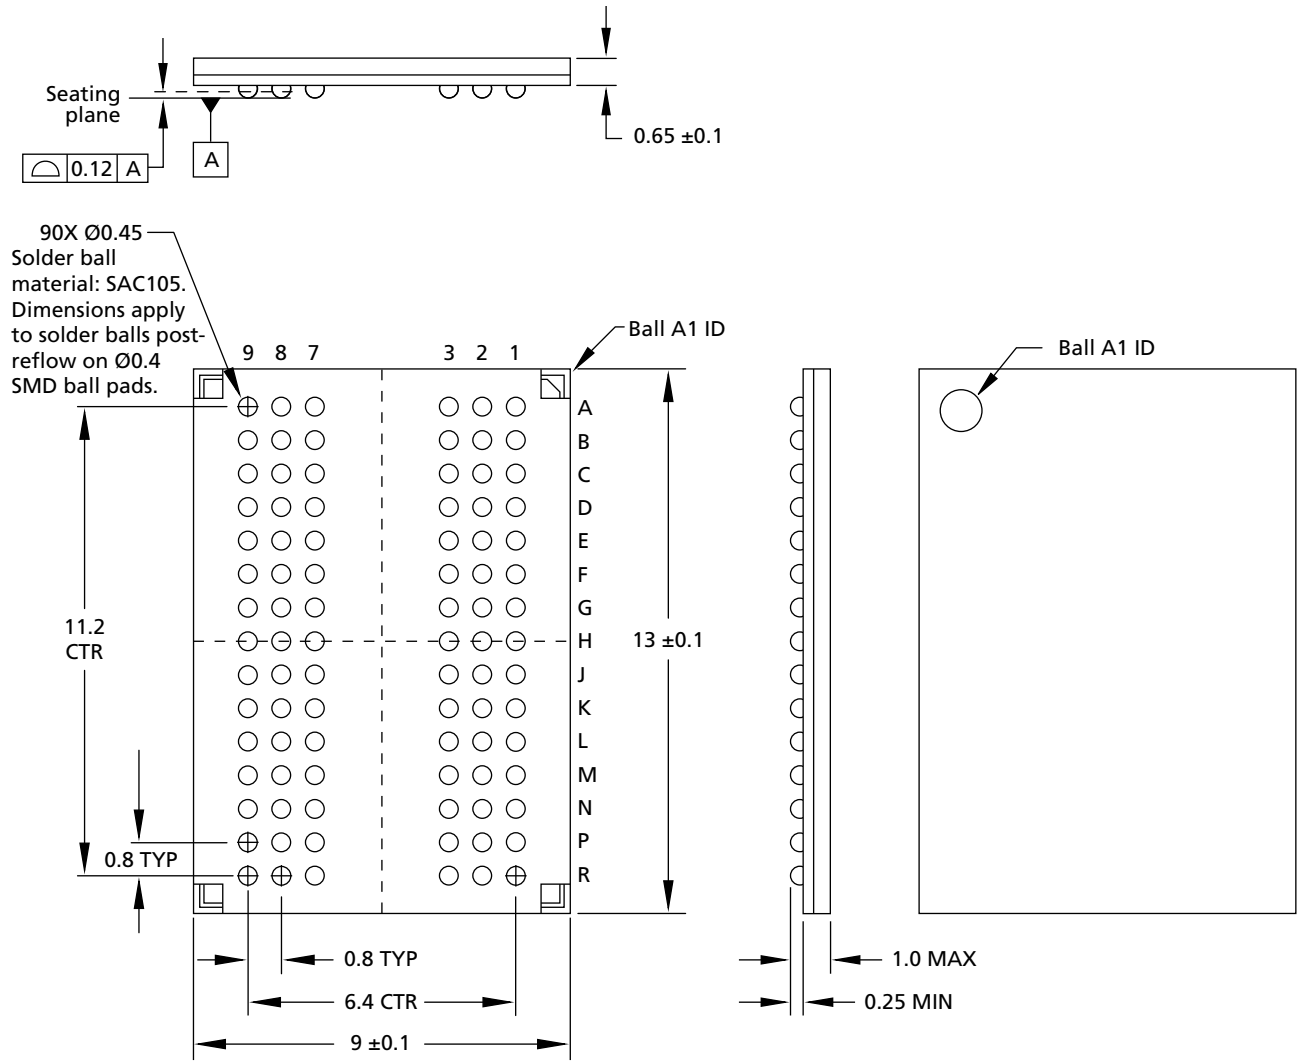 Seating
plane
0.12 A
A
0.65 ±0.1
90X Ø0.45
Solder ball
material: SAC105.
Dimensions apply
to solder balls post-
reflow on Ø0.4
SMD ball pads.
Ball A1 ID
Ball A1 ID
9 8 7 3 2 1
A
B
C
D
E
F
G
H
J
K
L
M
N
P
R
11.2
CTR
13 ±0.1
0.8 TYP
0.8 TYP
6.4 CTR
9 ±0.1
1.0 MAX
0.25 MIN